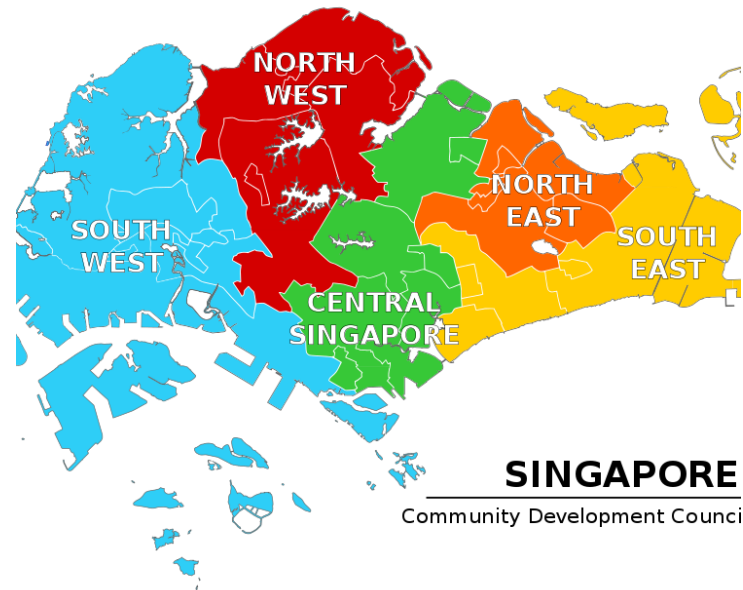 NORTH
WEST
NORTH
EAST
SOUTH
WEST
SOUTH
EAST
CENTRAL
SINGAPORE
SINGAPORE
Community Development Counci